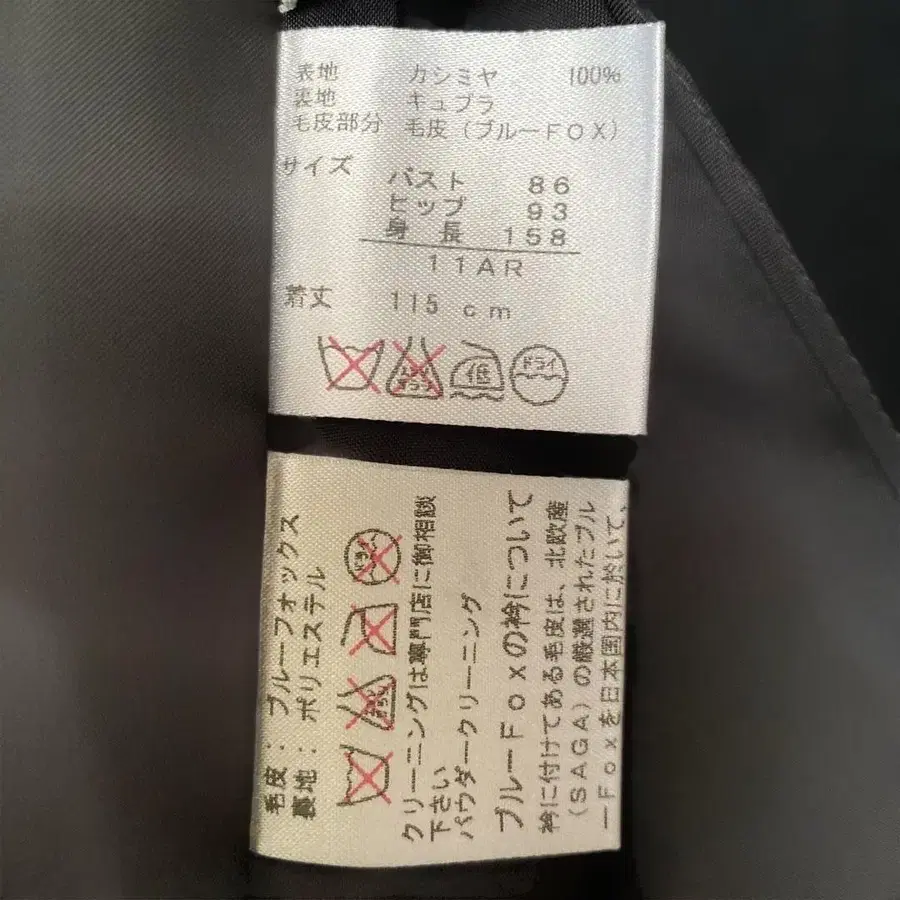 表地 カシミヤ 100%
裏地 キュプラ
毛皮部分 毛皮(ブルーFOX)
サイズ
バスト 86
ヒップ 93
身長 158
11AR
着丈 115cm
低
ドライ
毛皮:ブルーフォックス
裏地:ポリエステル
クリーニングは専門店に御相談
下さい
パウダークリーニング
ブルーFoxの衿について
衿に付けてある毛皮は、北欧産
(SAGA)の厳選されたブル
ーFoxを日本国内に於いて、